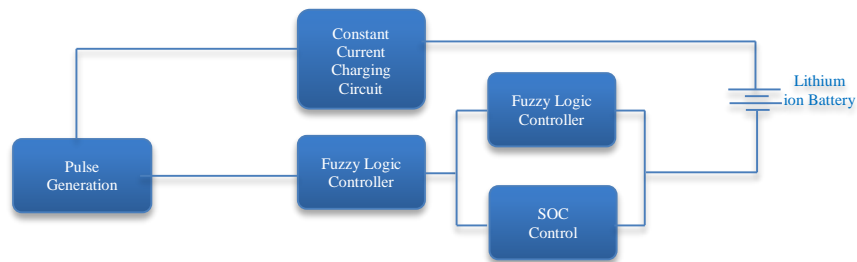 Constant
Current
Charging
Circuit
Lithium
ion Battery
Fuzzy Logic
Controller
Pulse
Generation
Fuzzy Logic
Controller
SOC
Control